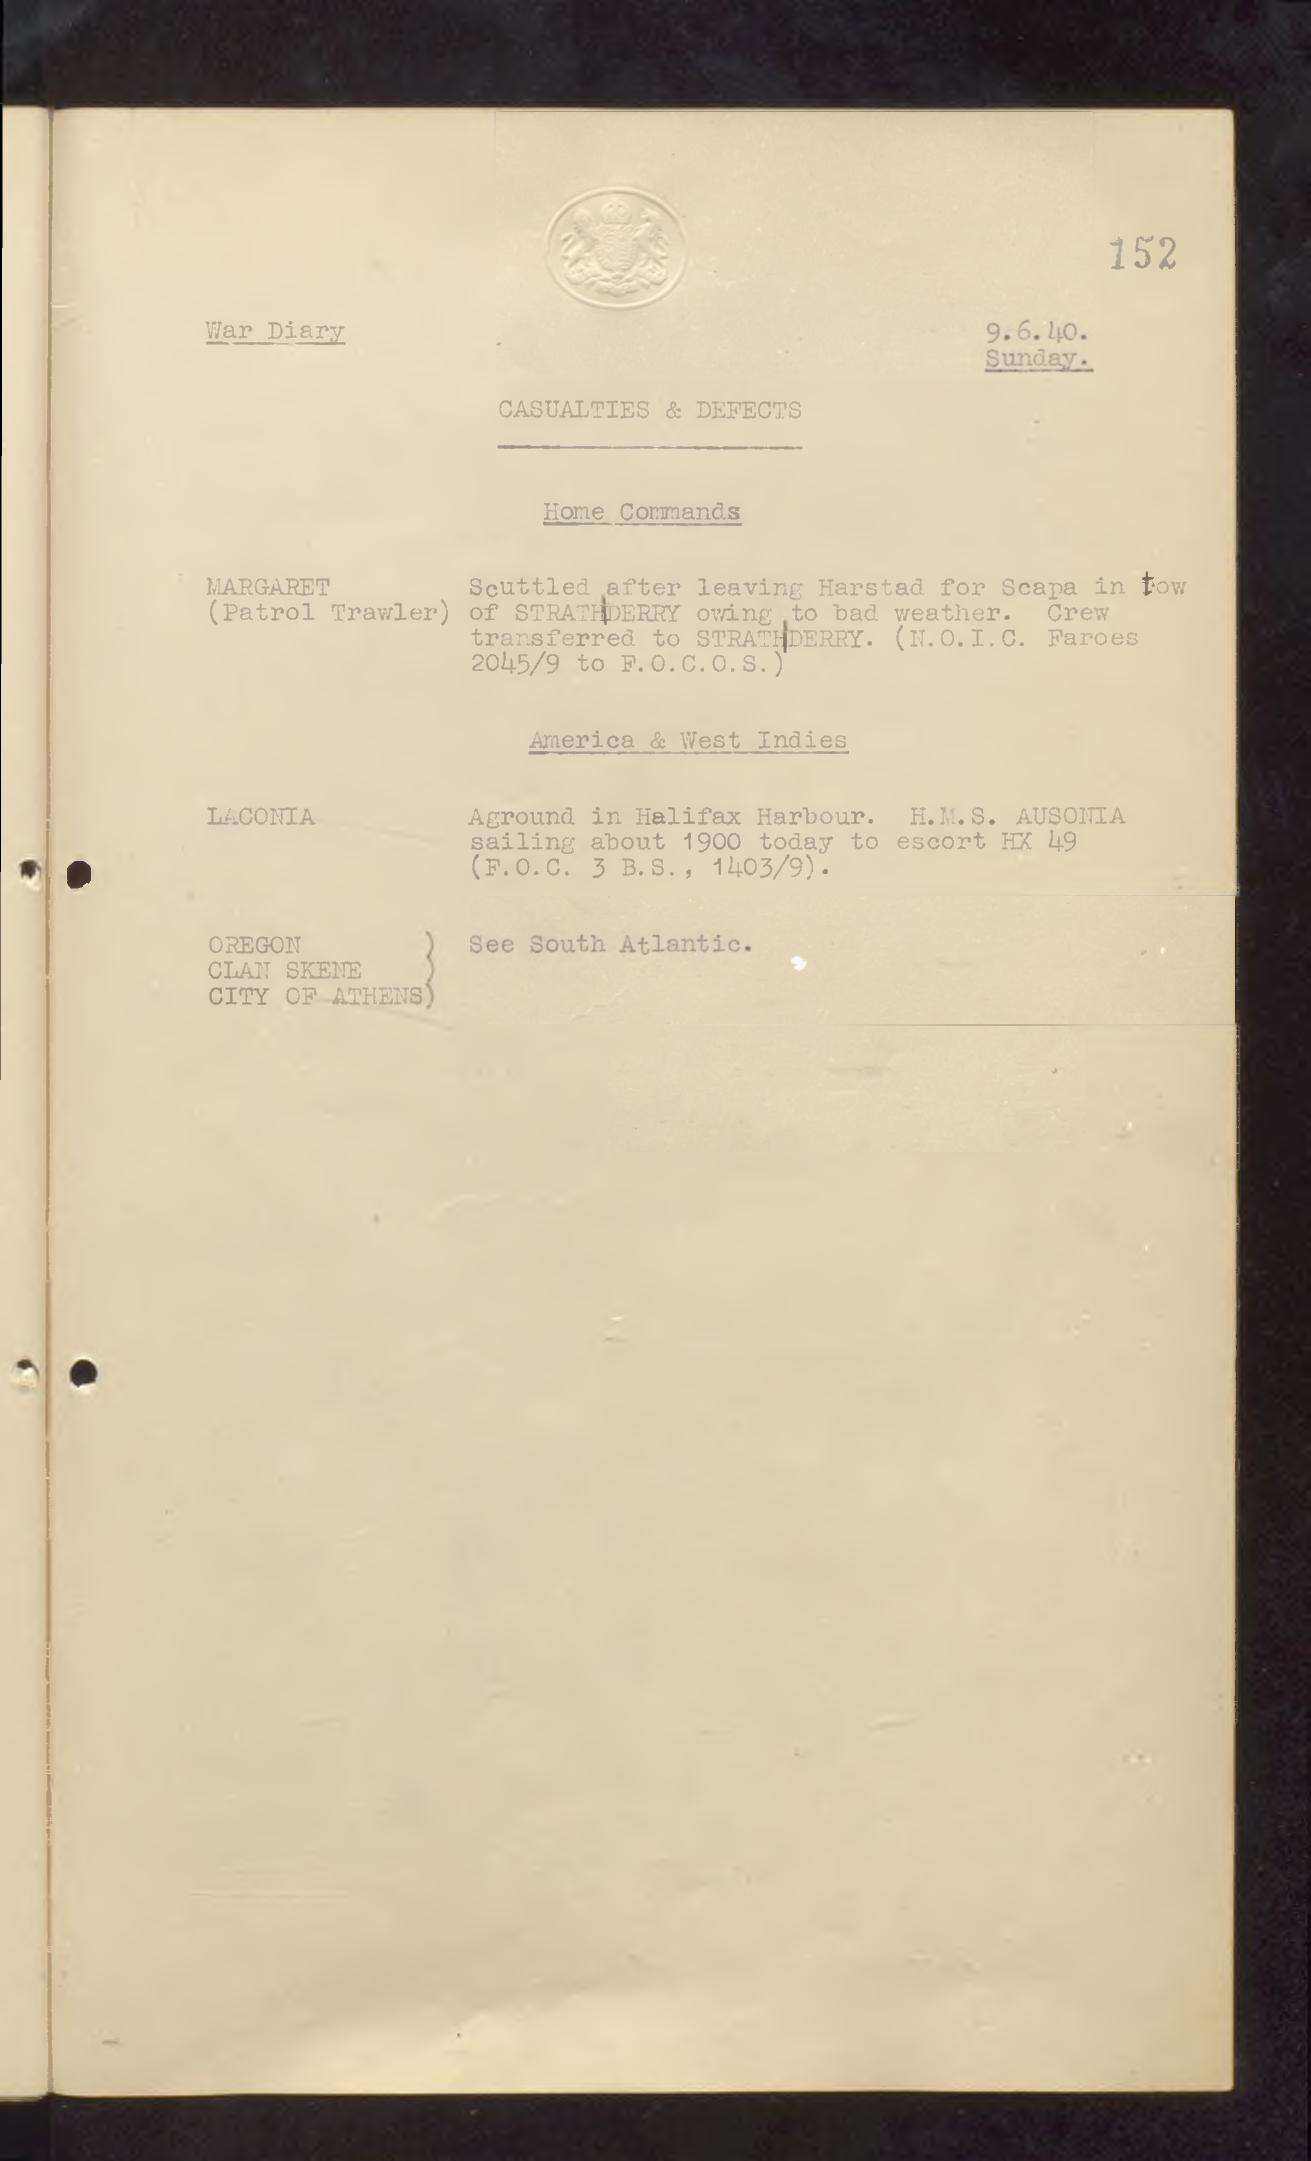 152
War Diary
9.6.40.
Sunday.
CASUALTIES & DEFECTS
Home Commands
MARGARET Scuttled after leaving Harstad for Scapa in tow
(Patrol Trawler) of STRATHDERRY owing to bad weather. Crew
transferred to STRATHDERRY. (N.O.I.C. Faroes
2045/9 to F.O.C.O.S.)
America & West Indies
LACONIA Aground in Halifax Harbour. H.M.S. AUSONIA
sailing about 1900 today to escort HX 49
(F.O.C. 3 B.S., 1403/9).
OREGON ) See South Atlantic.
CLAN SKENE )
CITY OF ATHENS)